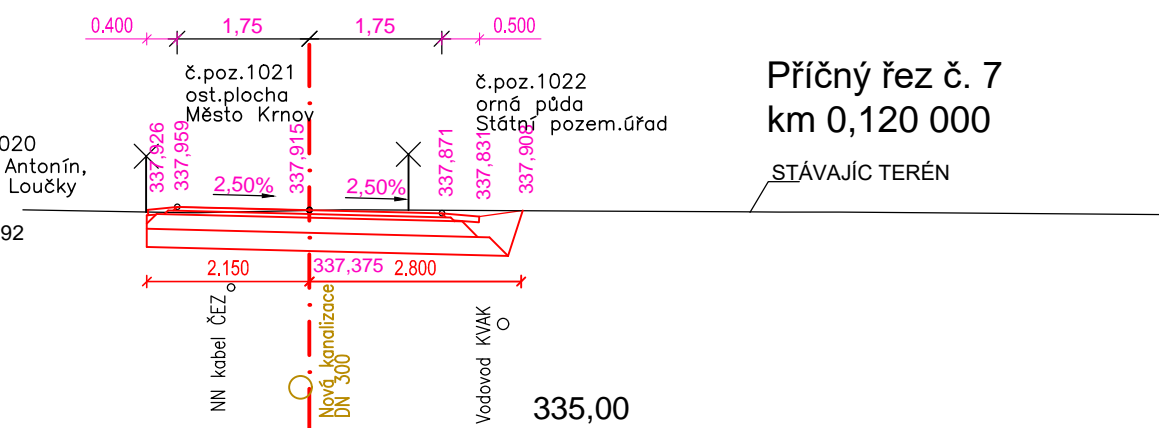 0.400
1,75
1,75
0.500
č.poz.1021
ost.plocha
Město Krnov
č.poz.1022
orná půda
Státní pozem.úřad
Příčný řez č. 7
km 0,120 000
020
Antonín,
Loučky
337,926
337,959
337,915
337,871
337,831
337,908
2,50%
2,50%
STÁVAJÍC TERÉN
92
2.150
337,375
2.800
NN kabel ČEZ
Nová kanalizace
DN 300
Vodovod KVAK
335,00